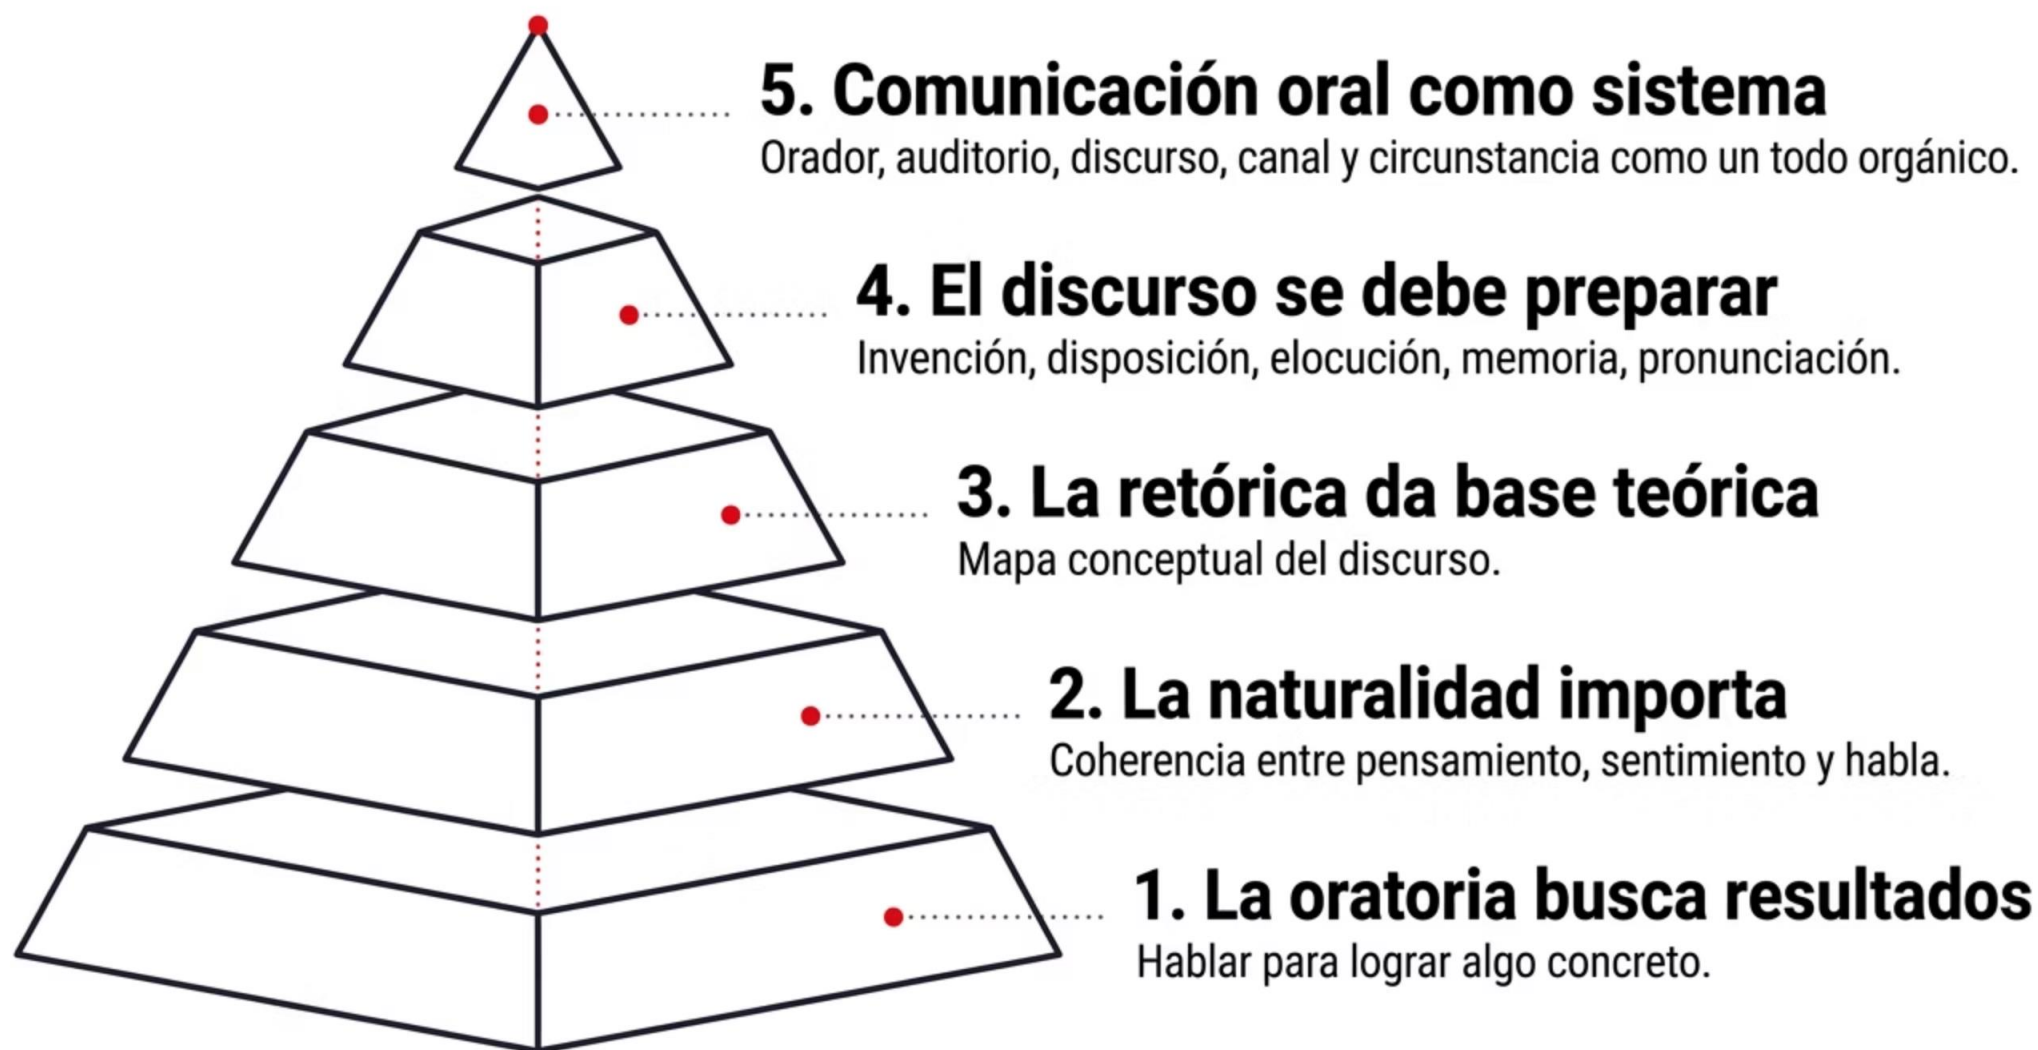 5. Comunicación oral como sistema
Orador, auditorio, discurso, canal y circunstancia como un todo orgánico.
4. El discurso se debe preparar
Invención, disposición, elocución, memoria, pronunciación.
3. La retórica da base teórica
Mapa conceptual del discurso.
2. La naturalidad importa
Coherencia entre pensamiento, sentimiento y habla.
1. La oratoria busca resultados
Hablar para lograr algo concreto.